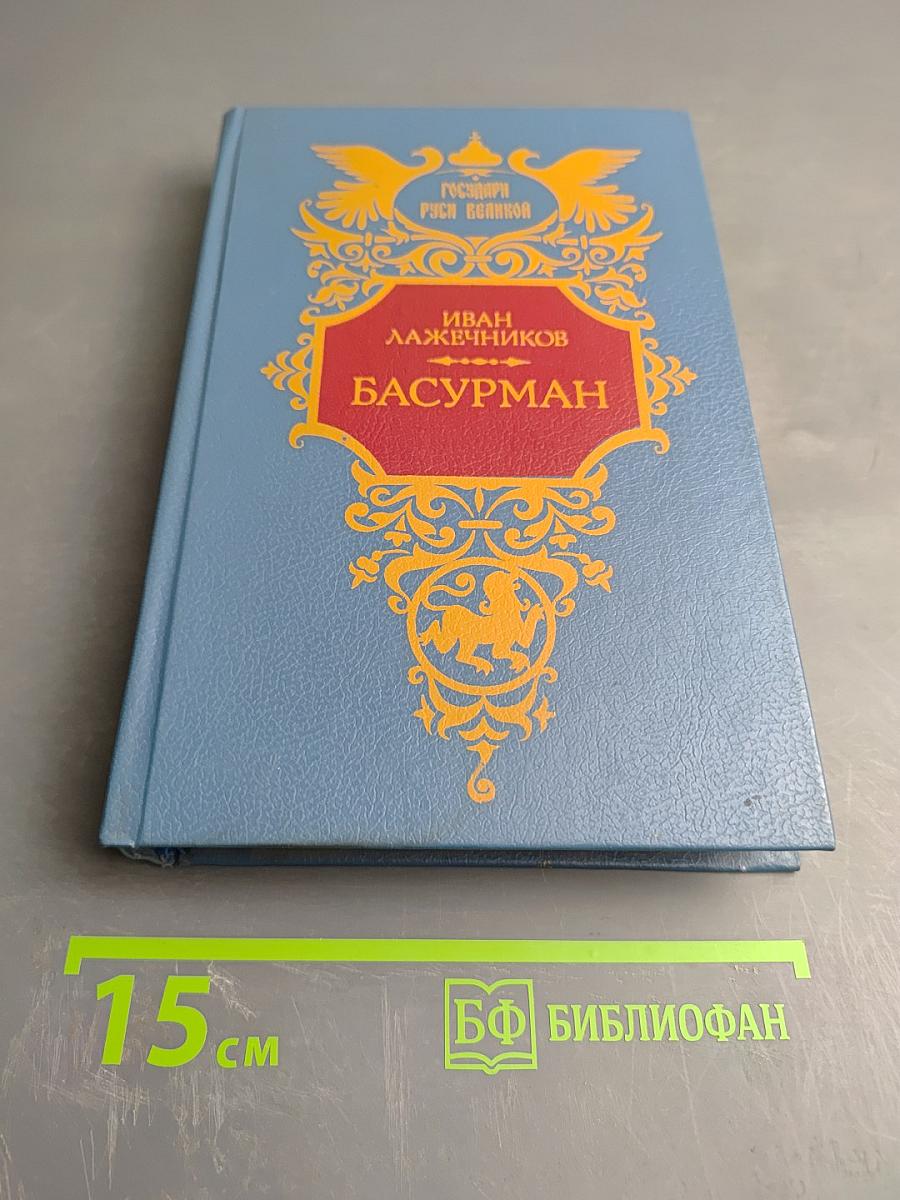 ГОСУДАРИ
РУСИ ВЕЛИКОЙ
ИВАН
ЛАЖЕЧНИКОВ
БАСУРМАН
15 см
БФ БИБЛИОФАН